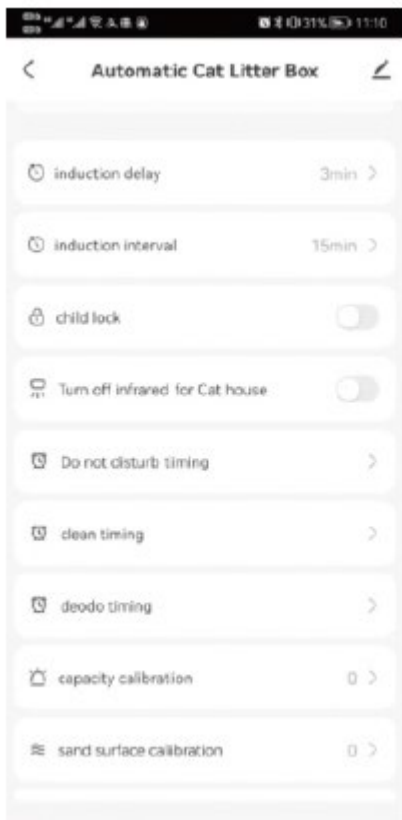 31% 11:10
Automatic Cat Litter Box
induction delay 3min
induction interval 15min
child lock
Turn off infrared for Cat house
Do not disturb timing
clean timing
deodo timing
capacity calibration 0
sand surface calibration 0